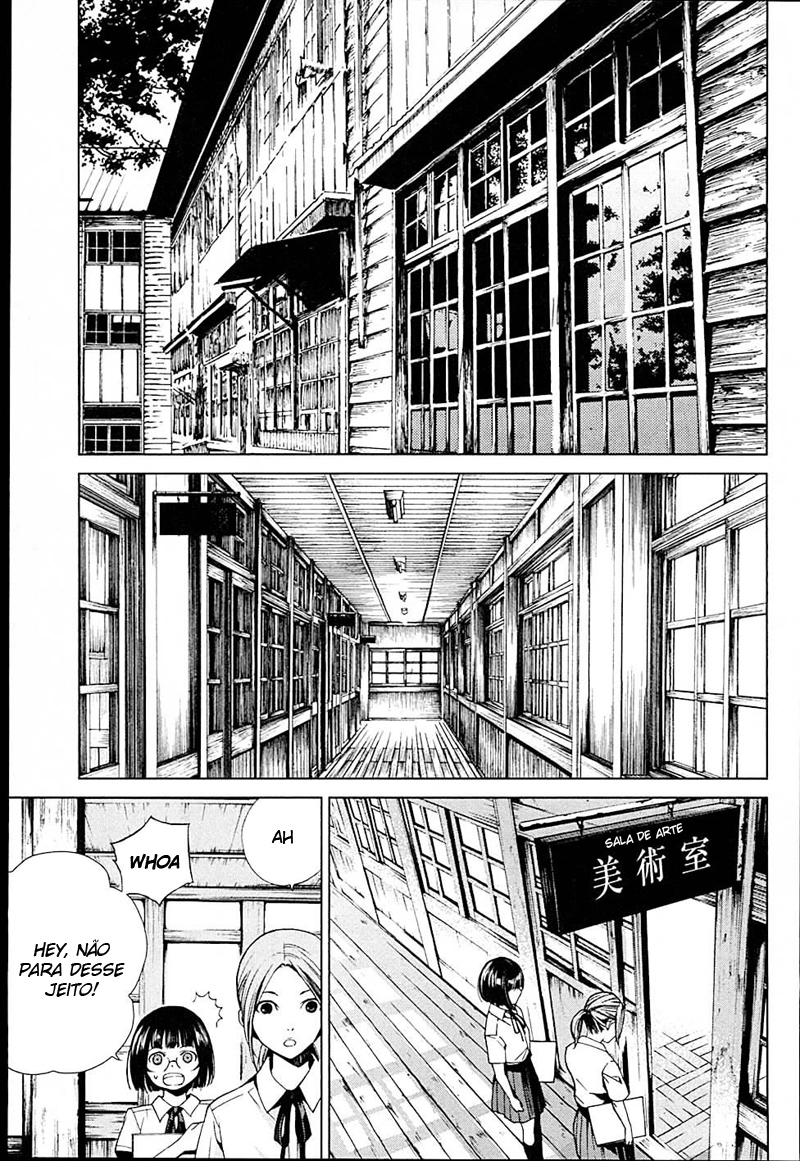 SALA DE ARTE
美術室
AH
WHOA
HEY, NÃO
PARA DESSE
JEITO!